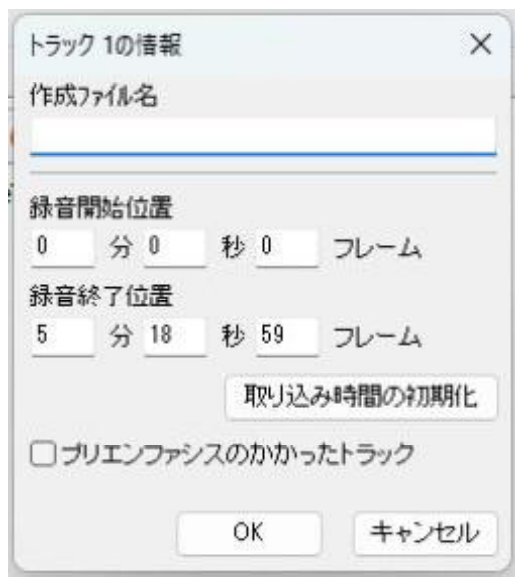 トラック 1の情報
作成ファイル名
録音開始位置
0 分 0 秒 0 フレーム
録音終了位置
5 分 18 秒 59 フレーム
取り込み時間の初期化
プリエンファシスのかかったトラック
OK キャンセル